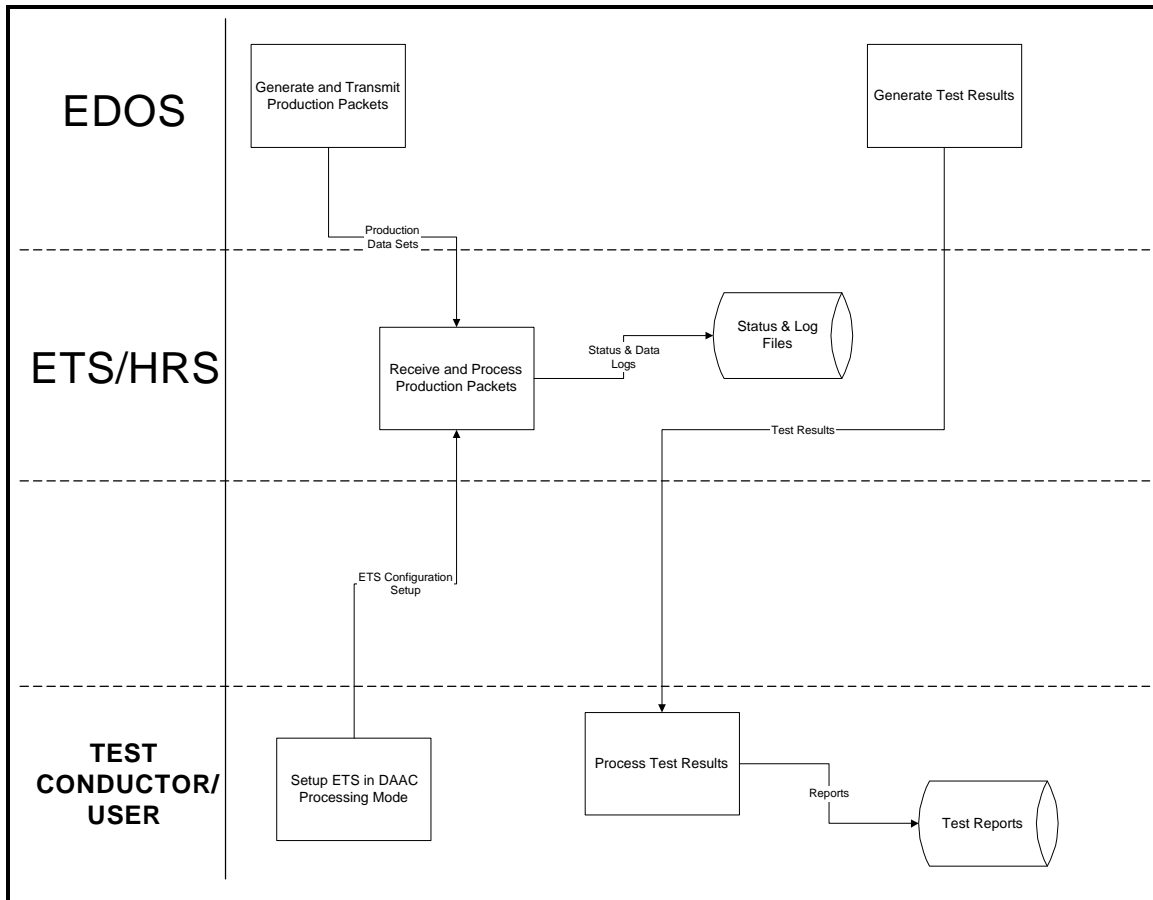 EDOS
Generate and Transmit
Production Packets
Generate Test Results
Production
Data Sets
ETS/HRS
Receive and Process
Production Packets
Status & Data
Logs
Status & Log
Files
Test Results
ETS Configuration
Setup
TEST
CONDUCTOR/
USER
Setup ETS in DAAC
Processing Mode
Process Test Results
Reports
Test Reports